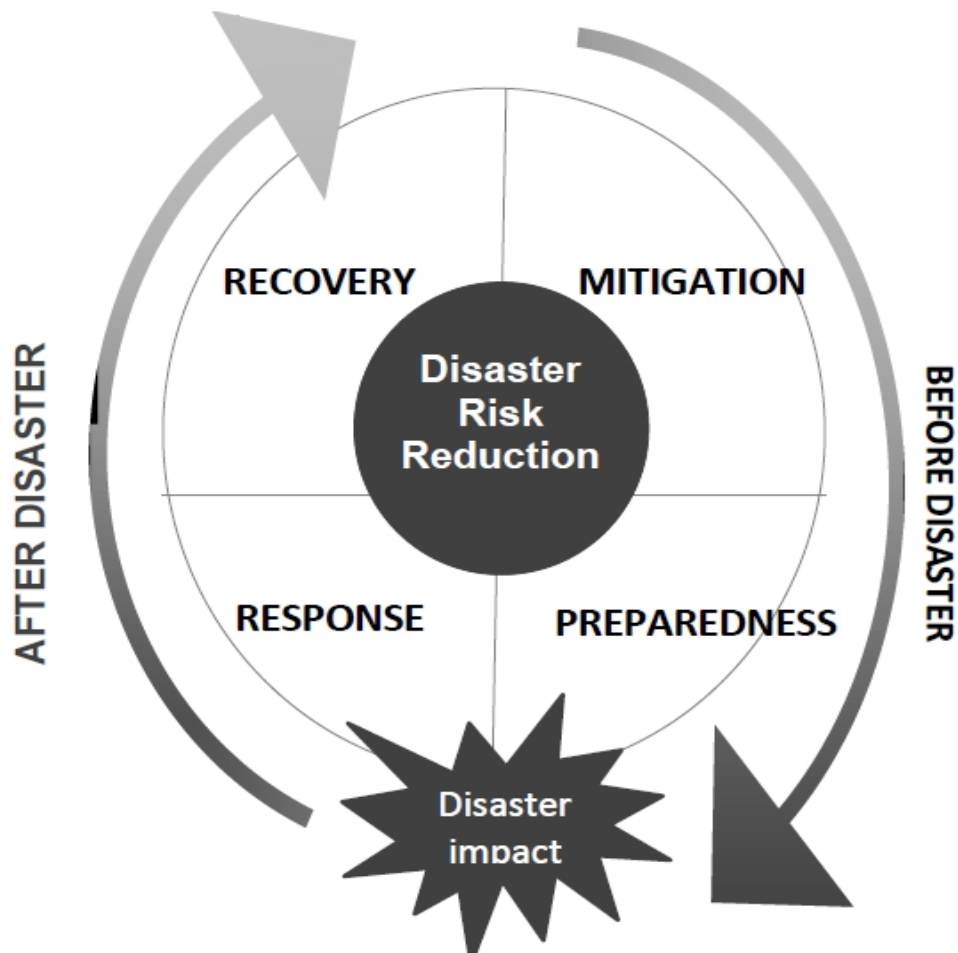 RECOVERY
MITIGATION
Disaster
Risk
Reduction
AFTER DISASTER
BEFORE DISASTER
RESPONSE
PREPAREDNESS
Disaster
impact